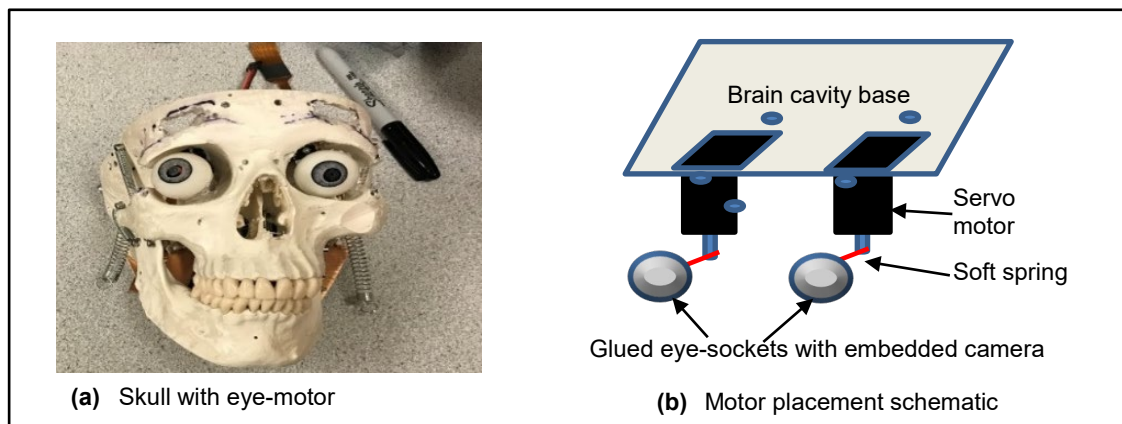 Brain cavity base
Servo
motor
Soft spring
Glued eye-sockets with embedded camera
(a) Skull with eye-motor
(b) Motor placement schematic
Sharpie